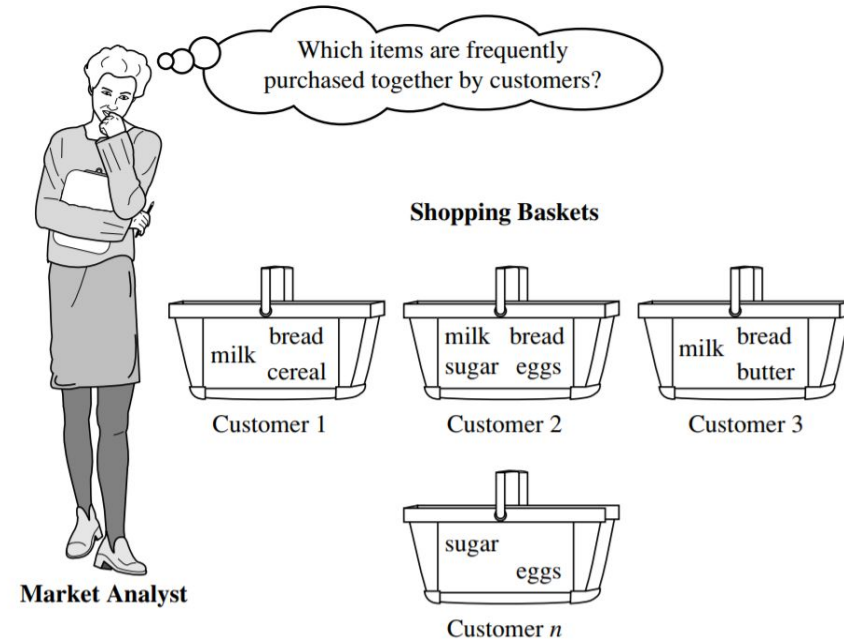 Which items are frequently
purchased together by customers?
Shopping Baskets
milk bread
cereal
milk bread
sugar eggs
milk bread
butter
Customer 1
Customer 2
Customer 3
sugar
eggs
Market Analyst
Customer n